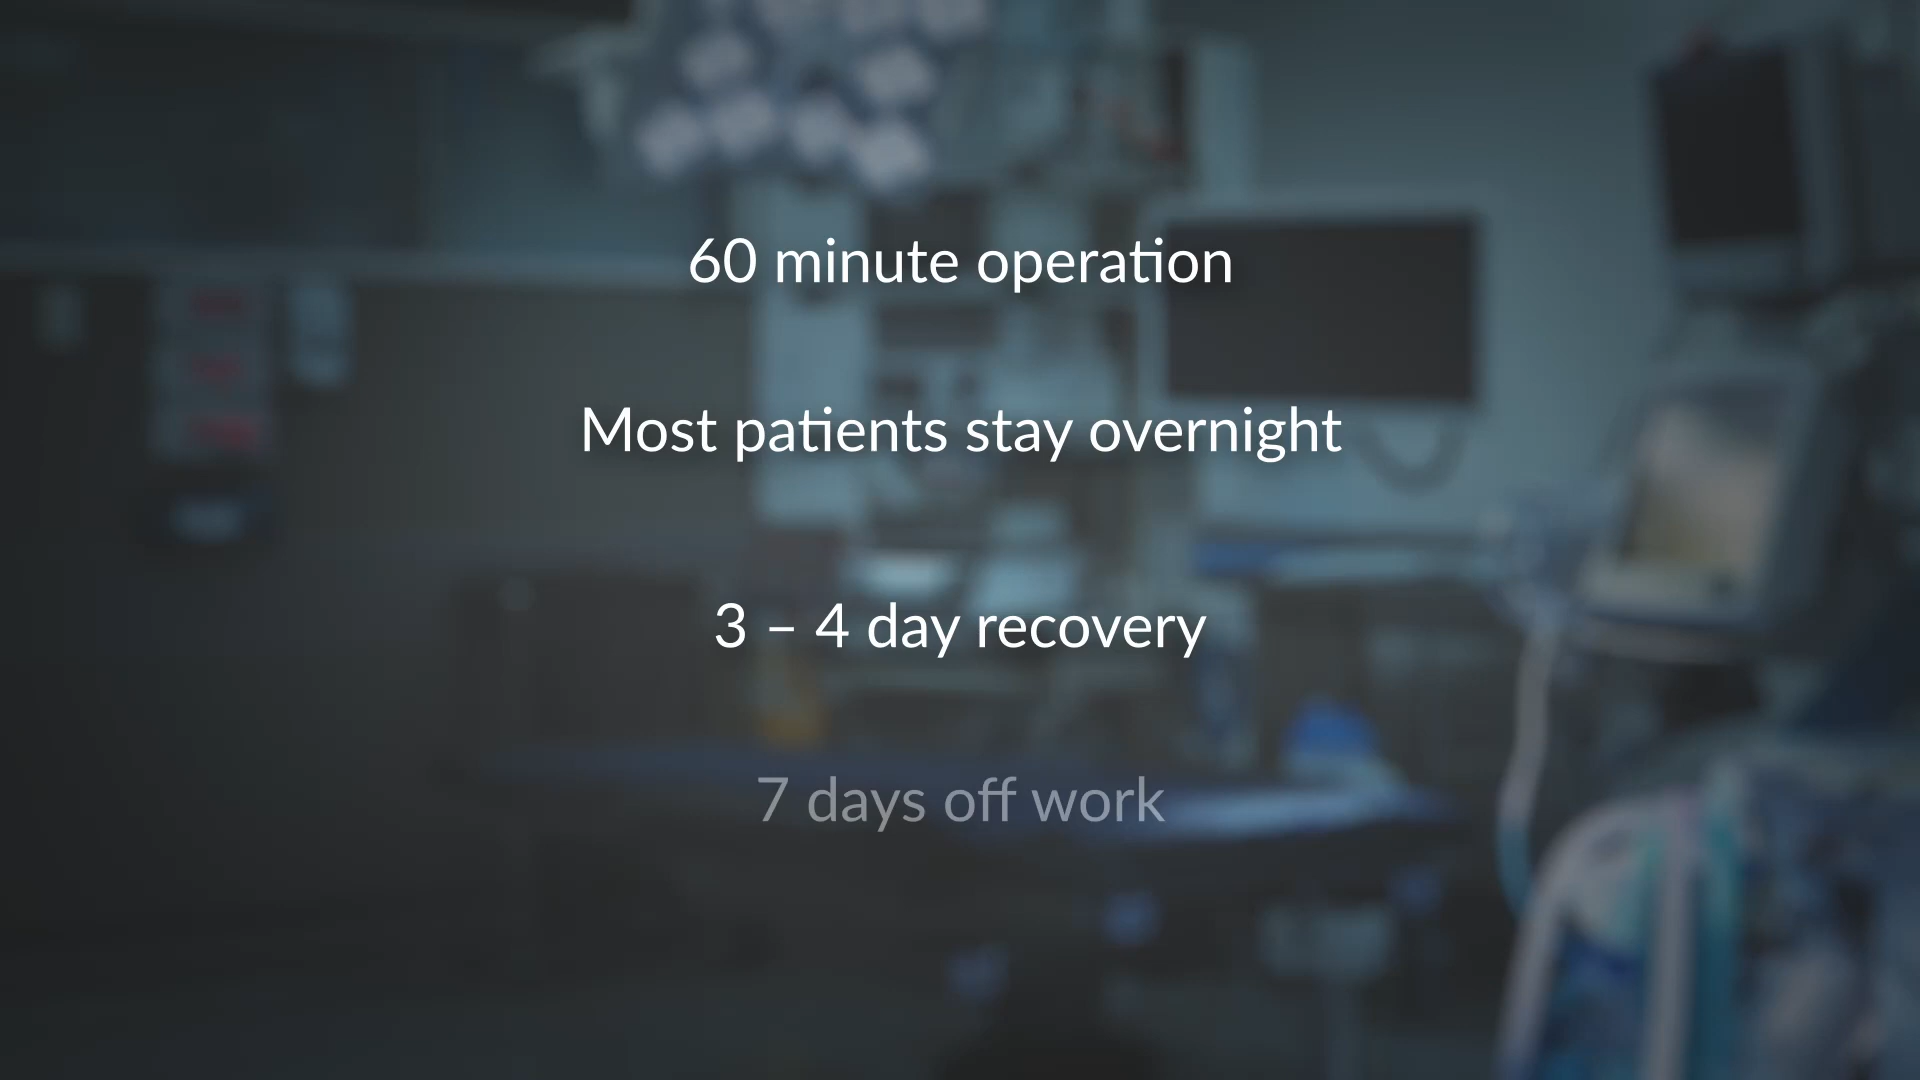 60 minute operation
Most patients stay overnight
3 – 4 day recovery
7 days off work